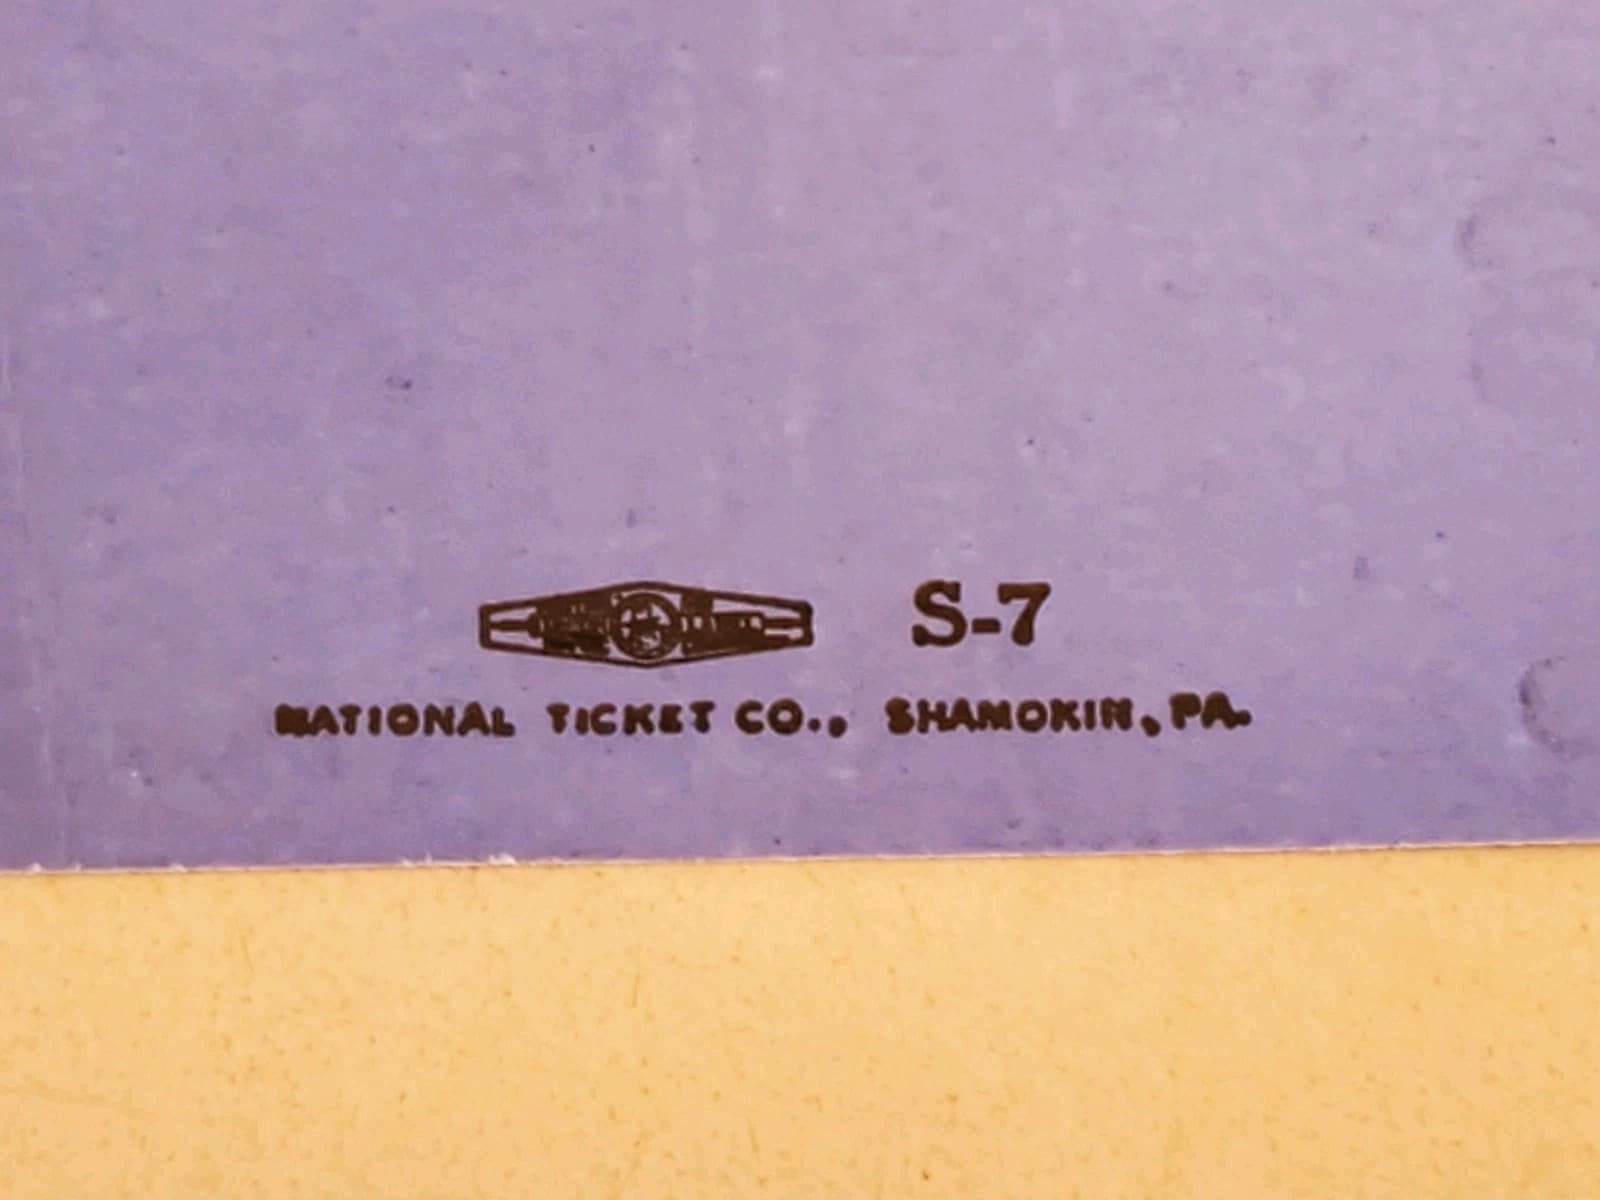 S-7
NATIONAL TICKET CO., SHAMOKIN, PA.